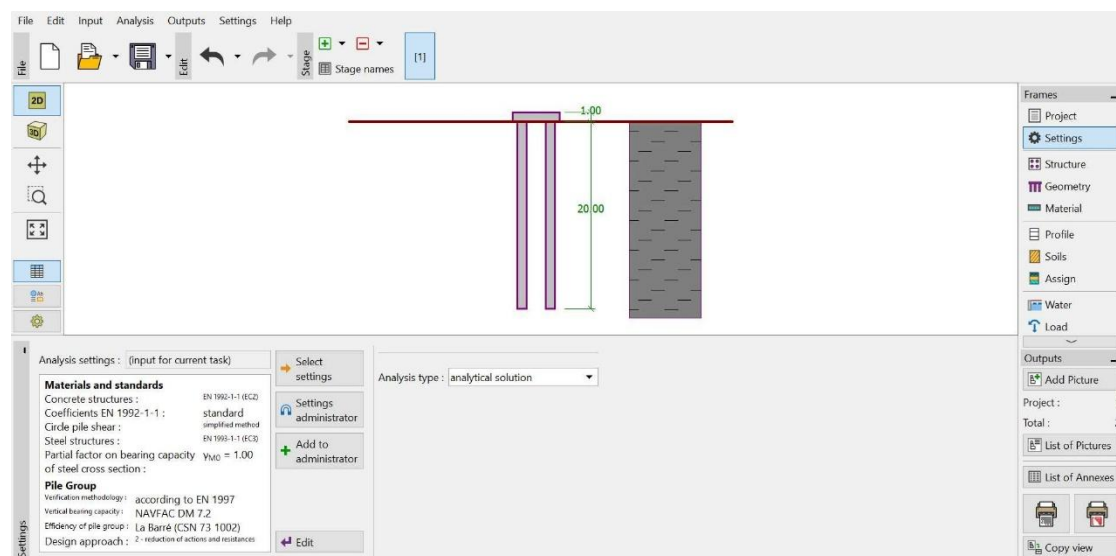 File Edit Input Analysis Outputs Settings Help
File
Edit
Stage
Stage names
[1]
2D
3D
1.00
20.00
Frames
Project
Settings
Structure
Geometry
Material
Profile
Soils
Assign
Water
Load
Outputs
Add Picture
Project :
Total :
List of Pictures
List of Annexes
Copy view
Settings
Analysis settings : (input for current task)
Materials and standards
Concrete structures : EN 1992-1-1 (EC2)
Coefficients EN 1992-1-1 : standard
Circle pile shear : simplified method
Steel structures : EN 1993-1-1 (EC3)
Partial factor on bearing capacity γM0 = 1.00
of steel cross section :
Pile Group
Verification methodology : according to EN 1997
Vertical bearing capacity : NAVFAC DM 7.2
Efficiency of pile group : La Barré (CSN 73 1002)
Design approach : 2 - reduction of actions and resistances
Select
settings
Settings
administrator
Add to
administrator
Edit
Analysis type : analytical solution